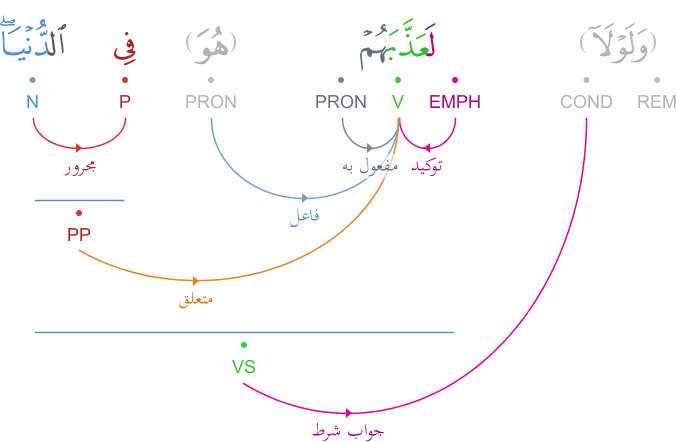 (وَلَوْلَآ) لَعَذَّبَهُمْ (هُوَ) فِى ٱلدُّنْيَا ۖ
REM COND EMPH V PRON PRON P N
توكيد مفعول به مجرور
فاعل
PP
متعلق
VS
جواب شرط